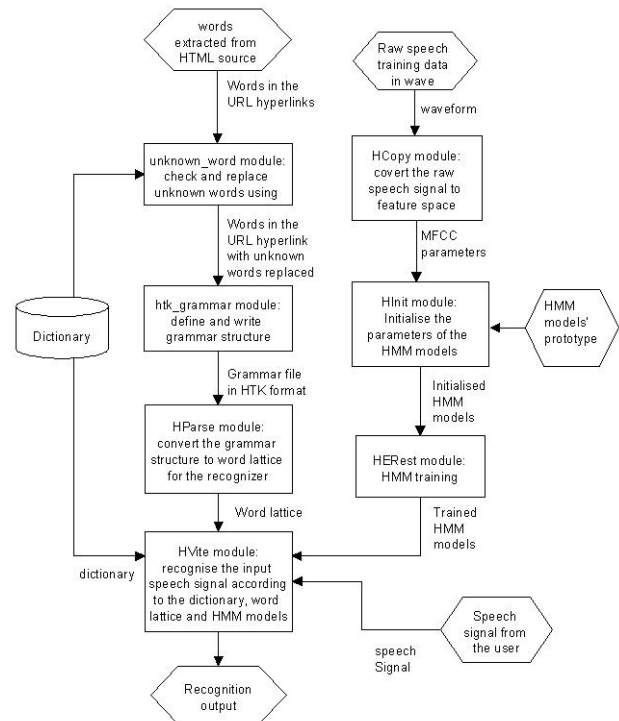 words
extracted from
HTML source
Words in the
URL hyperlinks
unknown_word module:
check and replace
unknown words using
Words in the
URL hyperlink
with unknown
words replaced
Dictionary
htk_grammar module:
define and write
grammar structure
Grammar file
in HTK format
HParse module:
convert the grammar
structure to word lattice
for the recognizer
Word lattice
dictionary
HVite module:
recognise the input
speech signal according
to the dictionary, word
lattice and HMM models
Recognition
output
Raw speech
training data
in wave
waveform
HCopy module:
covert the raw
speech signal to
feature space
MFCC
parameters
HInit module:
Initialise the
parameters of the
HMM models
HMM
models'
prototype
Initialised
HMM
models
HERest module:
HMM training
Trained
HMM
models
speech
Signal
Speech
signal from
the user